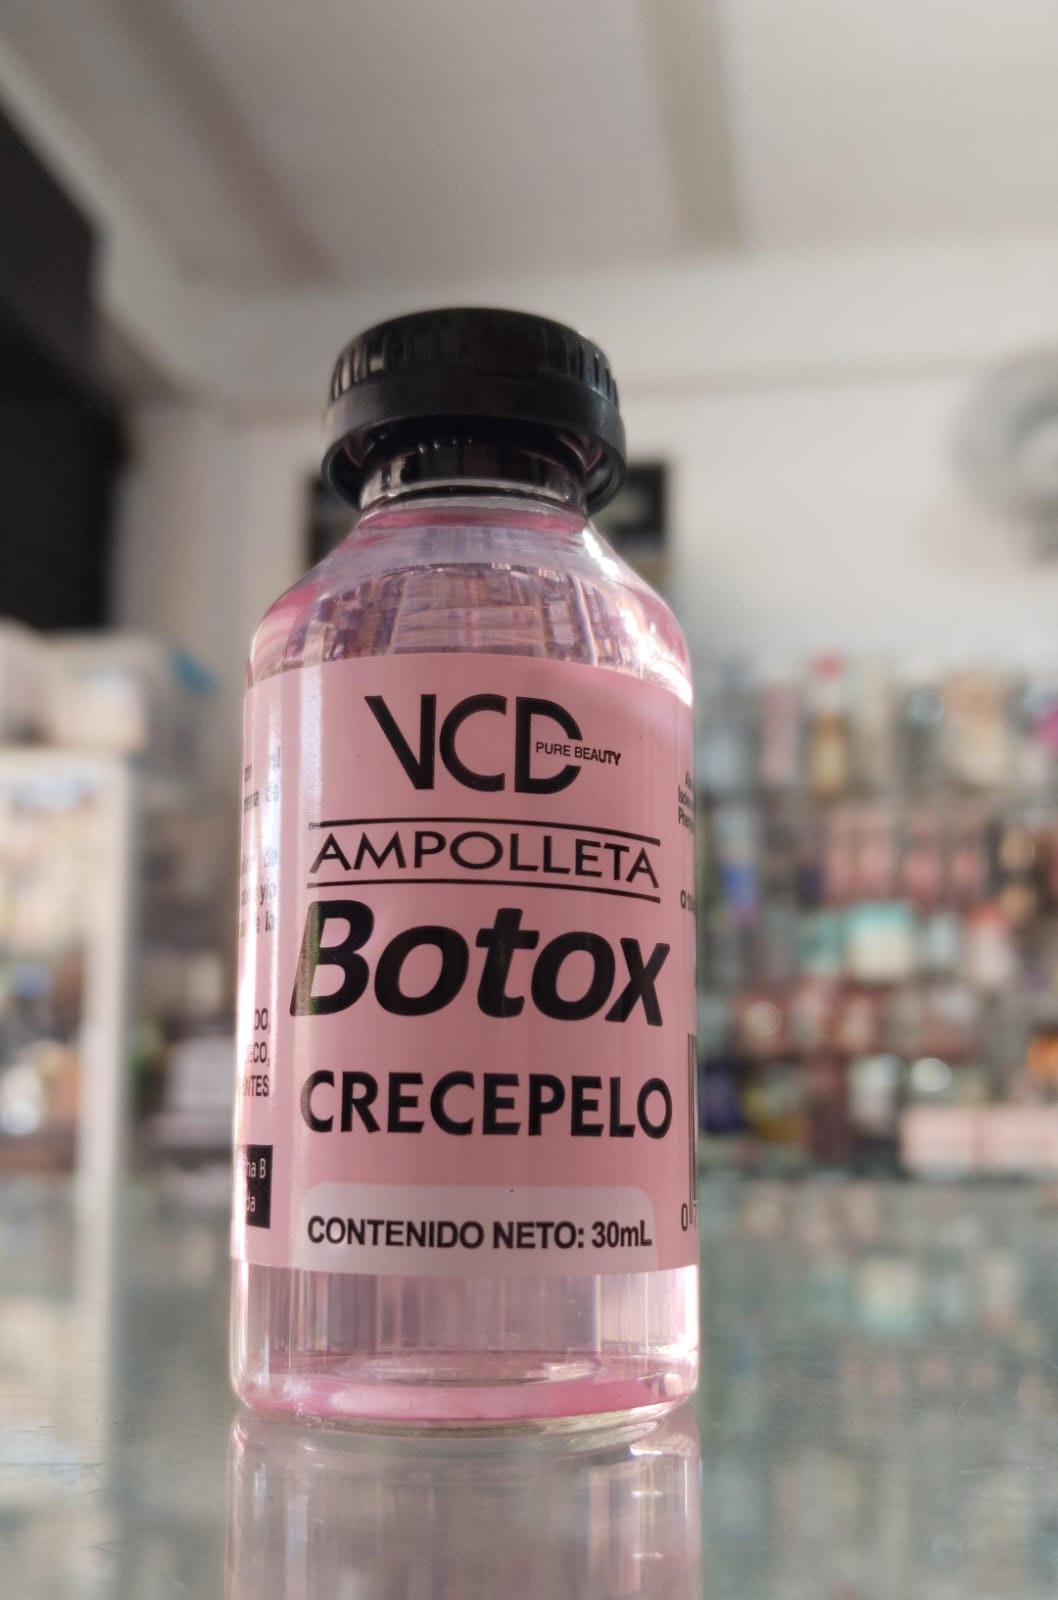 VCD
PURE BEAUTY
AMPOLLETA
Botox
CRECEPELO
CONTENIDO NETO: 30mL